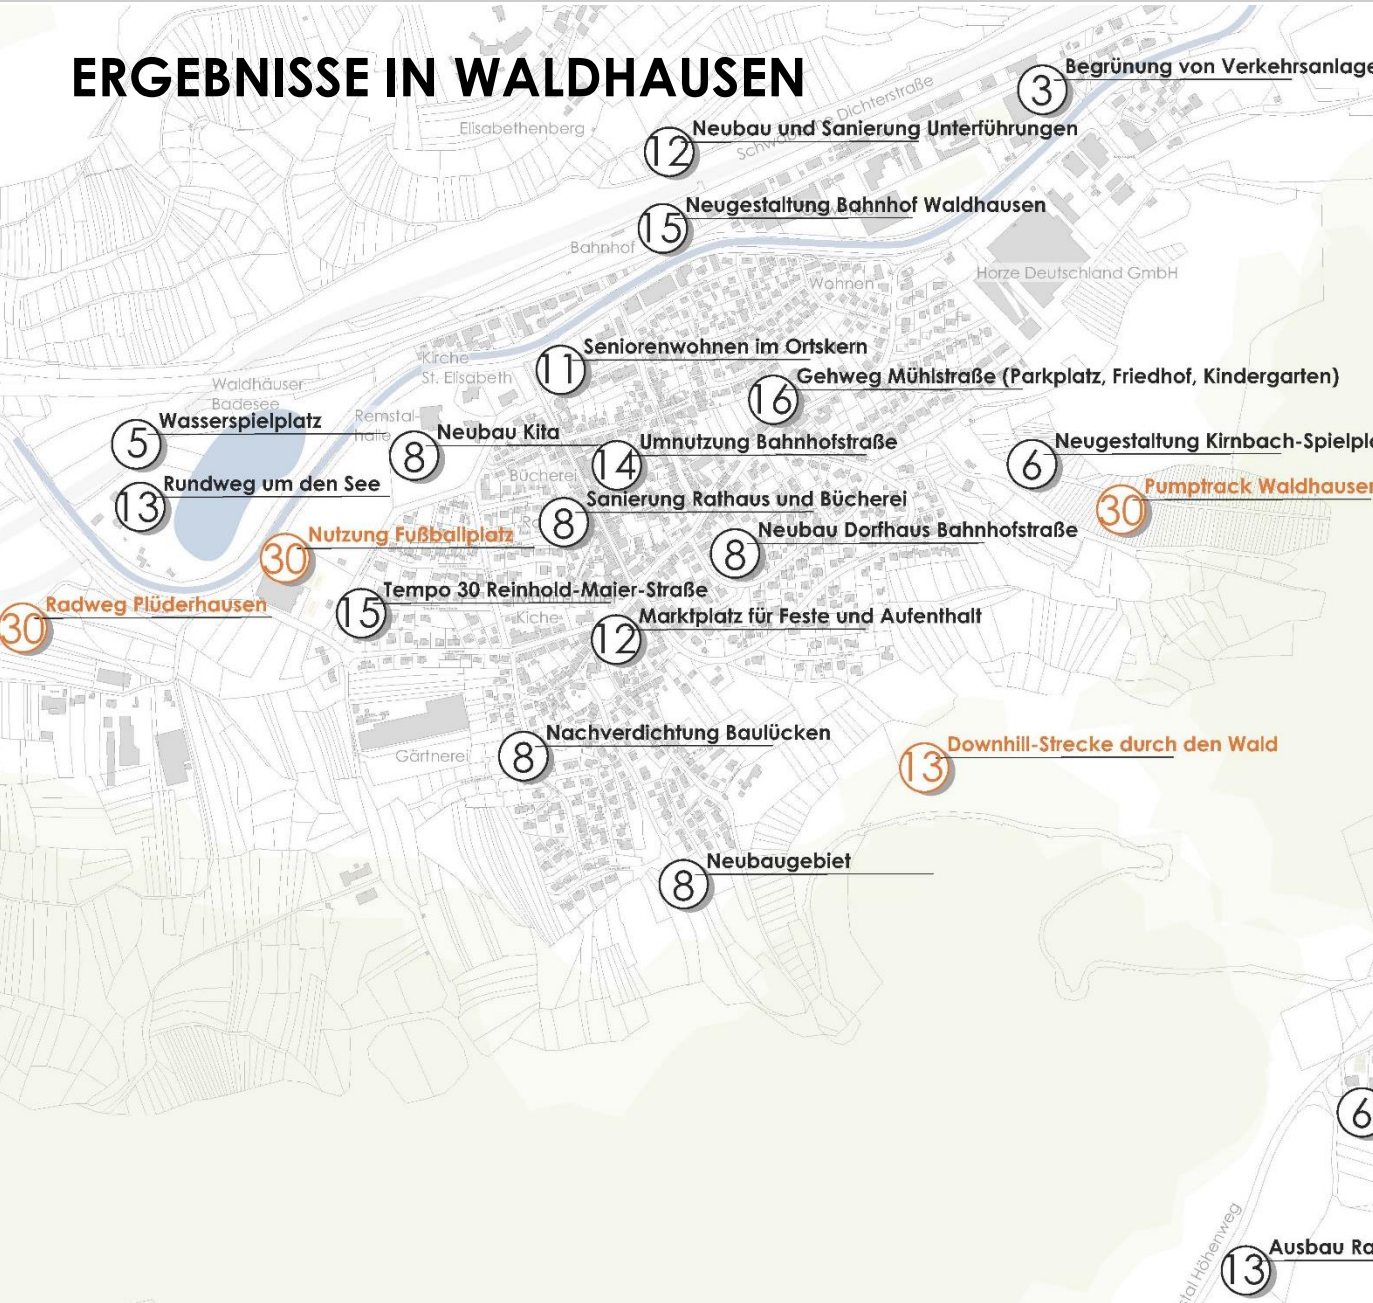 ERGEBNISSE IN WALDHAUSEN
3
Begrünung von Verkehrsanlage
Elisabethenberg
12
Neubau und Sanierung Unterführungen
Dichterstraße
15
Neugestaltung Bahnhof Waldhausen
Bahnhof
Horze Deutschland GmbH
Wohnen
11
Seniorenwohnen im Ortskern
Kirche
St. Elisabeth
16
Gehweg Mühlstraße (Parkplatz, Friedhof, Kindergarten)
Waldhäuser
Badesee
5
Wasserspielplatz
Remstal-
halle
8
Neubau Kita
14
Umnutzung Bahnhofstraße
6
Neugestaltung Kirnbach-Spielpla
Bücherei
13
Rundweg um den See
8
Sanierung Rathaus und Bücherei
30
Pumptrack Waldhausen
30
Nutzung Fußballplatz
8
Neubau Dorfhaus Bahnhofstraße
30
Radweg Plüderhausen
15
Tempo 30 Reinhold-Maier-Straße
Kiche
12
Marktplatz für Feste und Aufenthalt
8
Nachverdichtung Baulücken
Gärtnerei
13
Downhill-Strecke durch den Wald
8
Neubaugebiet
6
tal Höhenweg
13
Ausbau Ra